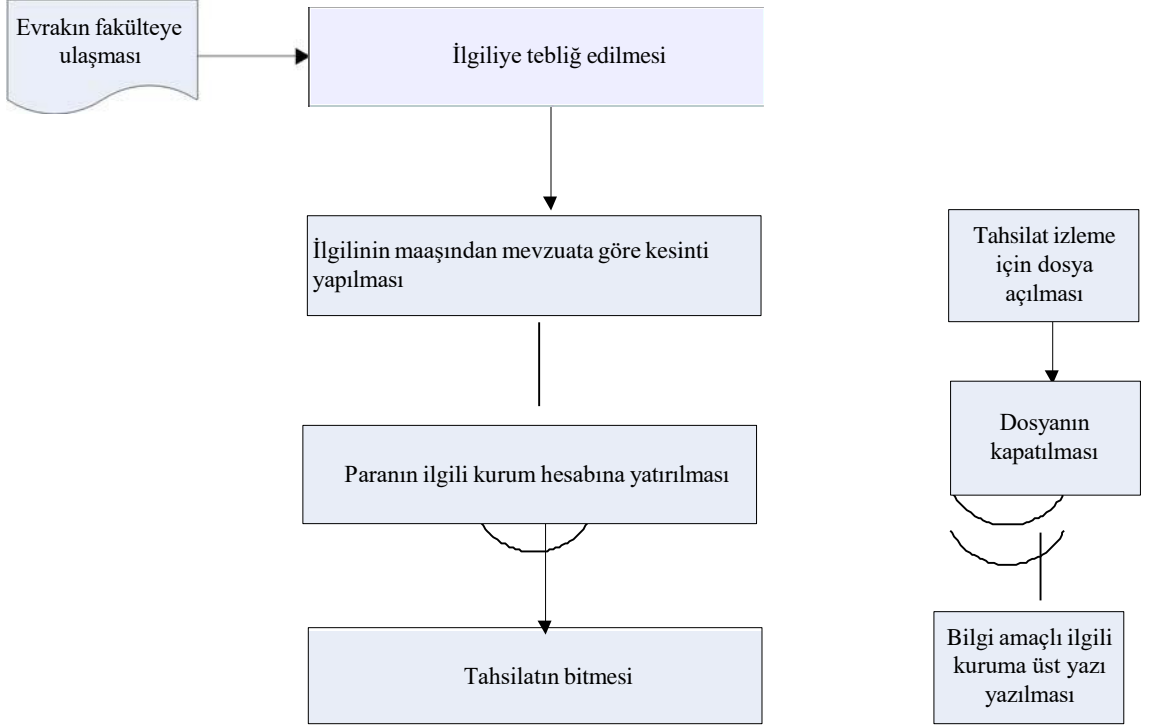 Evrakın fakülteye
ulaşması
İlgiliye tebliğ edilmesi
İlgilinin maaşından mevzuata göre kesinti
yapılması
Paranın ilgili kurum hesabına yatırılması
Tahsilatın bitmesi
Tahsilat izleme
için dosya
açılması
Dosyanın
kapatılması
Bilgi amaçlı ilgili
kuruma üst yazı
yazılması